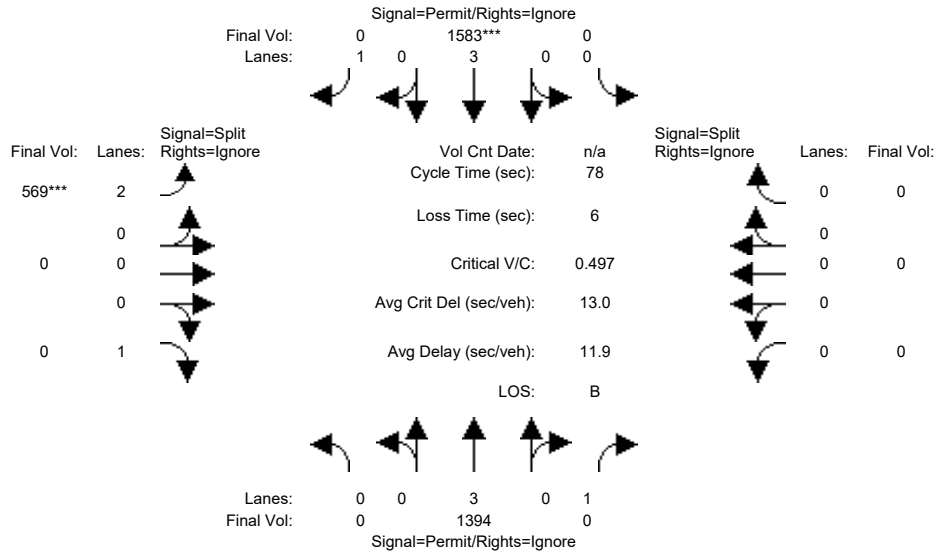 Signal=Permit/Rights=Ignore
Final Vol: 0 1583*** 0
Lanes: 1 0 3 0 0
Signal=Split Signal=Split
Final Vol: Lanes: Rights=Ignore Vol Cnt Date: n/a Rights=Ignore Lanes: Final Vol:
Cycle Time (sec): 78
569*** 2 0 0
Loss Time (sec): 6
0 0
0 0 Critical V/C: 0.497 0 0
0 Avg Crit Del (sec/veh): 13.0 0
0 1 Avg Delay (sec/veh): 11.9 0 0
LOS: B
Lanes: 0 0 3 0 1
Final Vol: 0 1394 0
Signal=Permit/Rights=Ignore